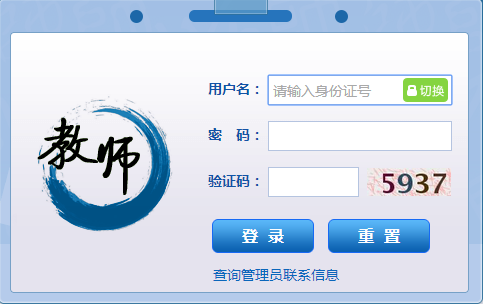 教师
用户名： 请输入身份证号 切换
密 码：
验证码： 5937
登 录 重 置
查询管理员联系信息